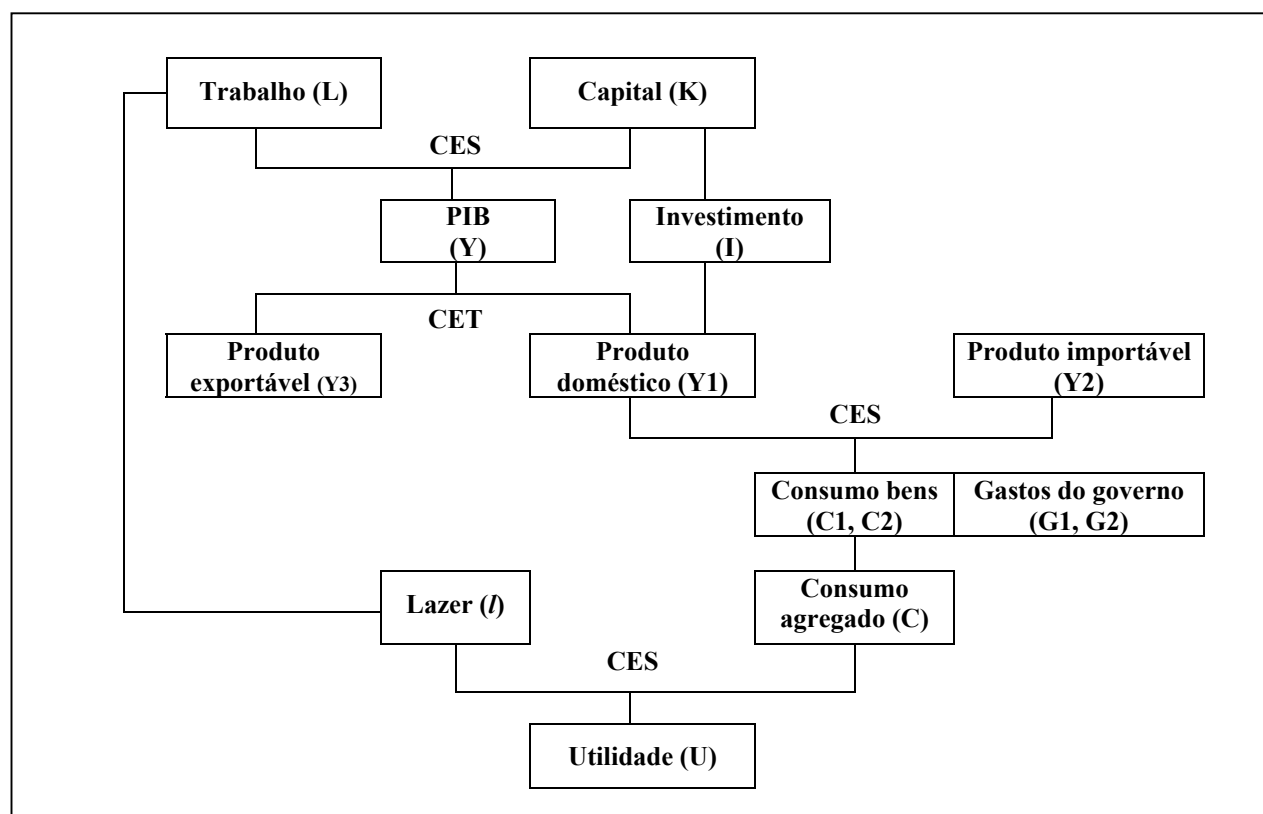 Trabalho (L)
Capital (K)
CES
PIB
(Y)
Investimento
(I)
CET
Produto
exportável (Y3)
Produto
doméstico (Y1)
Produto importável
(Y2)
CES
Consumo bens
(C1, C2)
Gastos do governo
(G1, G2)
Lazer (l)
Consumo
agregado (C)
CES
Utilidade (U)